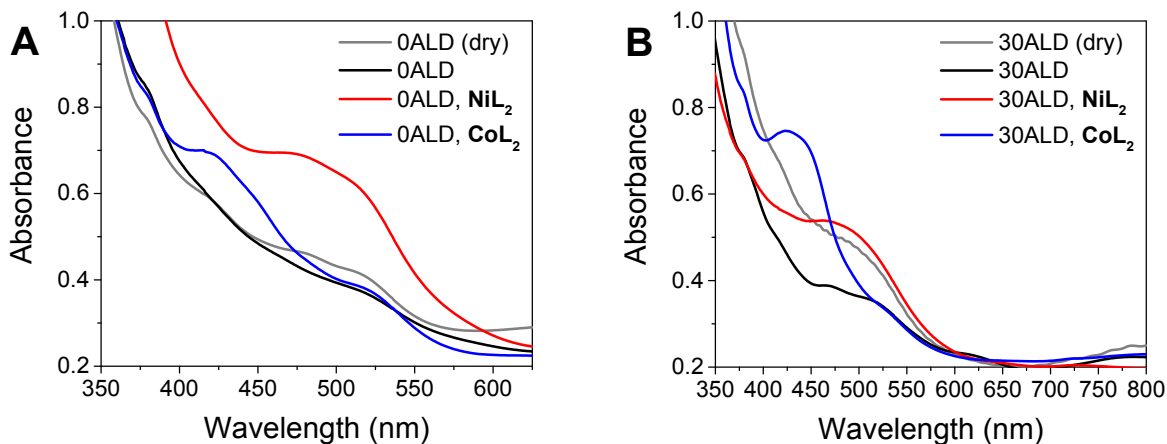 A
1.0
0.8
0.6
0.4
0.2
Absorbance
0ALD (dry)
0ALD
0ALD, NiL₂
0ALD, CoL₂
350 400 450 500 550 600
Wavelength (nm)
B
1.0
0.8
0.6
0.4
0.2
Absorbance
30ALD (dry)
30ALD
30ALD, NiL₂
30ALD, CoL₂
350 400 450 500 550 600 650 700 750 800
Wavelength (nm)